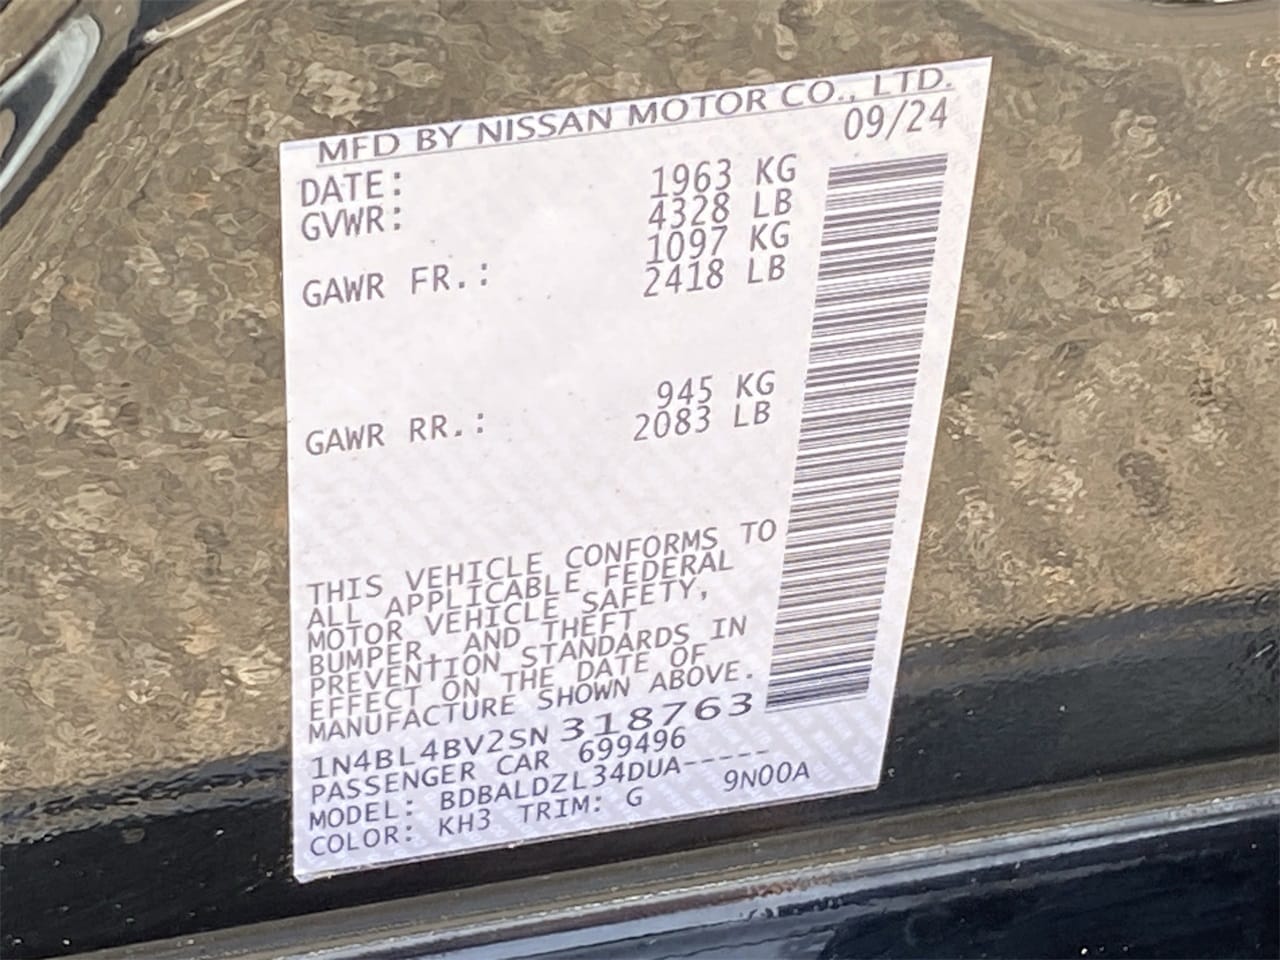 MFD BY NISSAN MOTOR CO., LTD.
DATE: 09/24
GVWR: 1963 KG
4328 LB
GAWR FR.: 1097 KG
2418 LB
GAWR RR.: 945 KG
2083 LB
THIS VEHICLE CONFORMS TO
ALL APPLICABLE FEDERAL
MOTOR VEHICLE SAFETY,
BUMPER, AND THEFT
PREVENTION STANDARDS IN
EFFECT ON THE DATE OF
MANUFACTURE SHOWN ABOVE.
1N4BL4BV2SN318763
PASSENGER CAR 699496
MODEL: BDBALDZL34DUA-----
COLOR: KH3 TRIM: G 9N00A